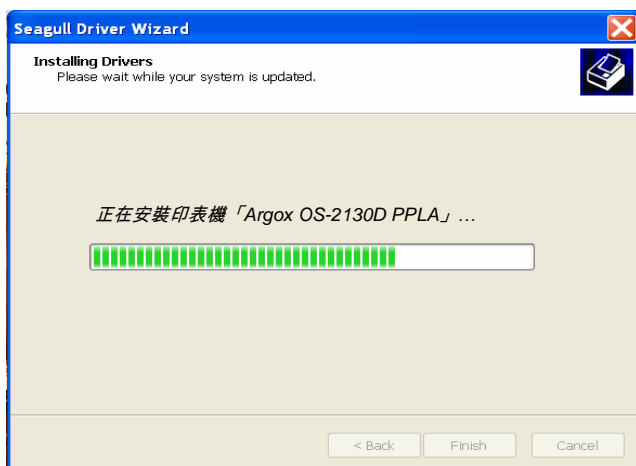 Seagull Driver Wizard
Installing Drivers
Please wait while your system is updated.
正在安裝印表機「Argox OS-2130D PPLA」…
< Back
Finish
Cancel